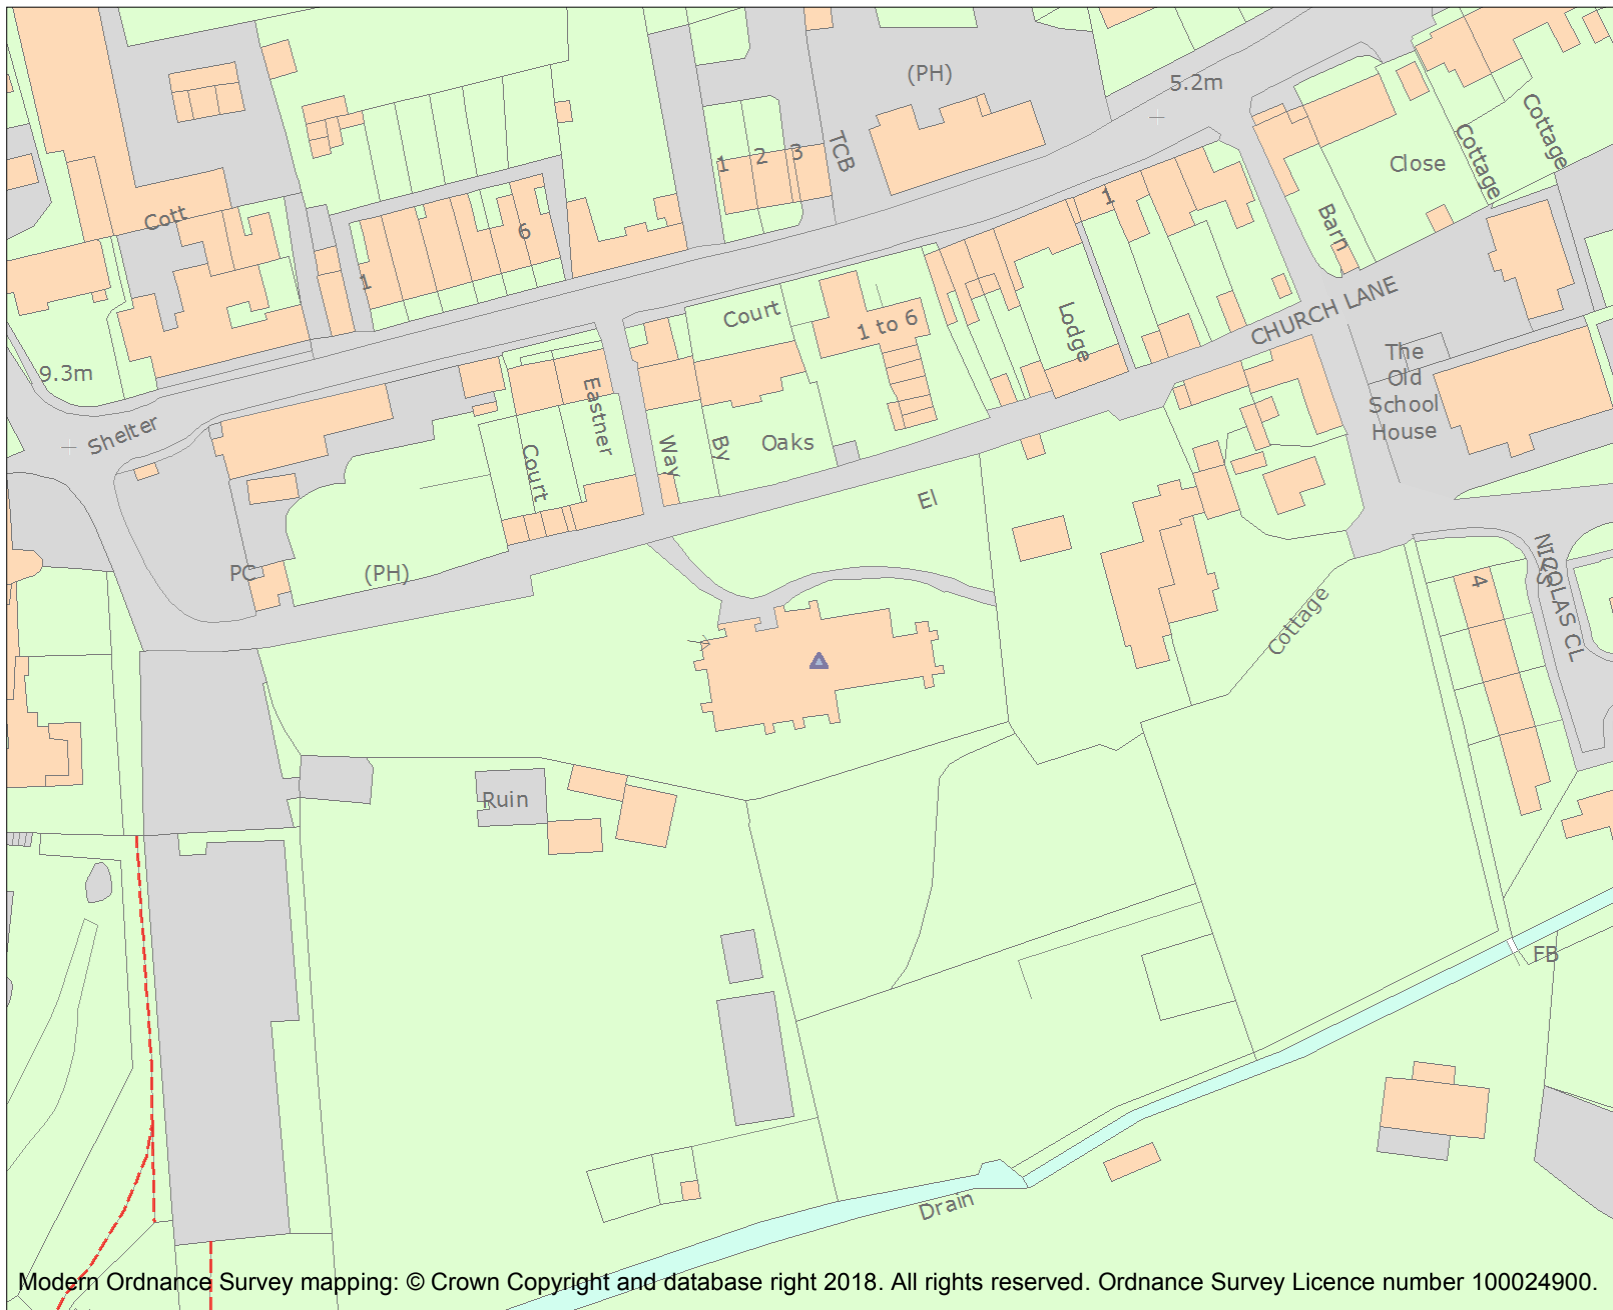 (PH)
5.2m
Cottage
Cottage
Close
TCB
1
2
3
Cott
6
1
1
Barn
CHURCH LANE
Court
1 to 6
Lodge
The
Old
School
House
9.3m
Shelter
Eastner
Court
Way
By
Oaks
El
PC
(PH)
NICOLAS CL
4
Cottage
Ruin
FB
Drain
Modern Ordnance Survey mapping: © Crown Copyright and database right 2018. All rights reserved. Ordnance Survey Licence number 100024900.